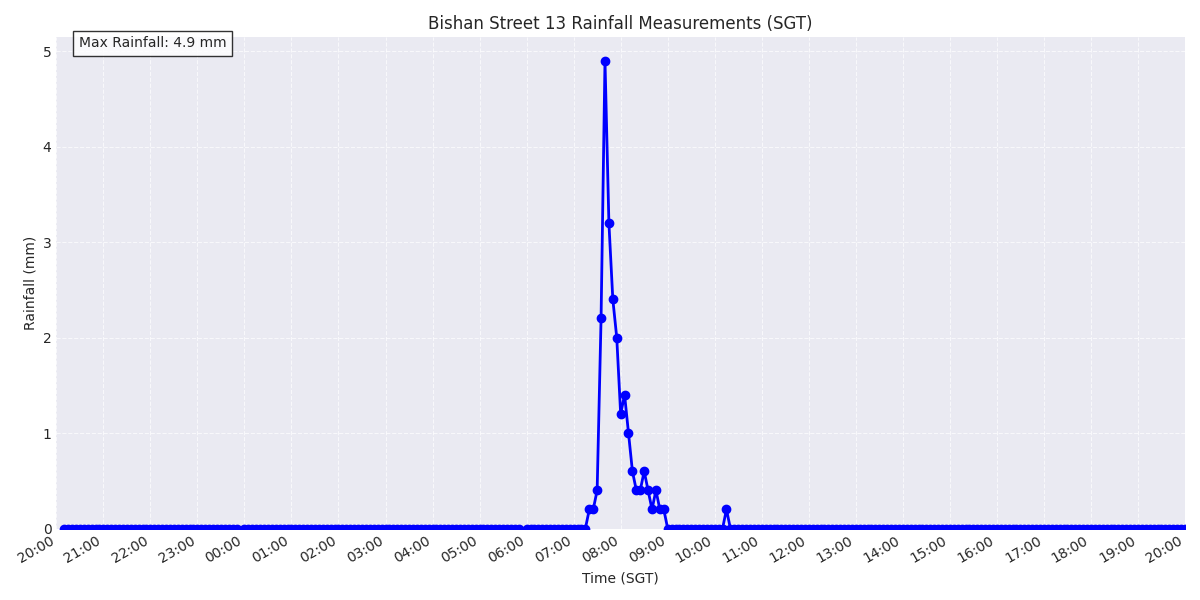 Bishan Street 13 Rainfall Measurements (SGT)
Max Rainfall: 4.9 mm
5
4
3
2
1
0
Rainfall (mm)
20:00 21:00 22:00 23:00 00:00 01:00 02:00 03:00 04:00 05:00 06:00 07:00 08:00 09:00 10:00 11:00 12:00 13:00 14:00 15:00 16:00 17:00 18:00 19:00 20:00
Time (SGT)